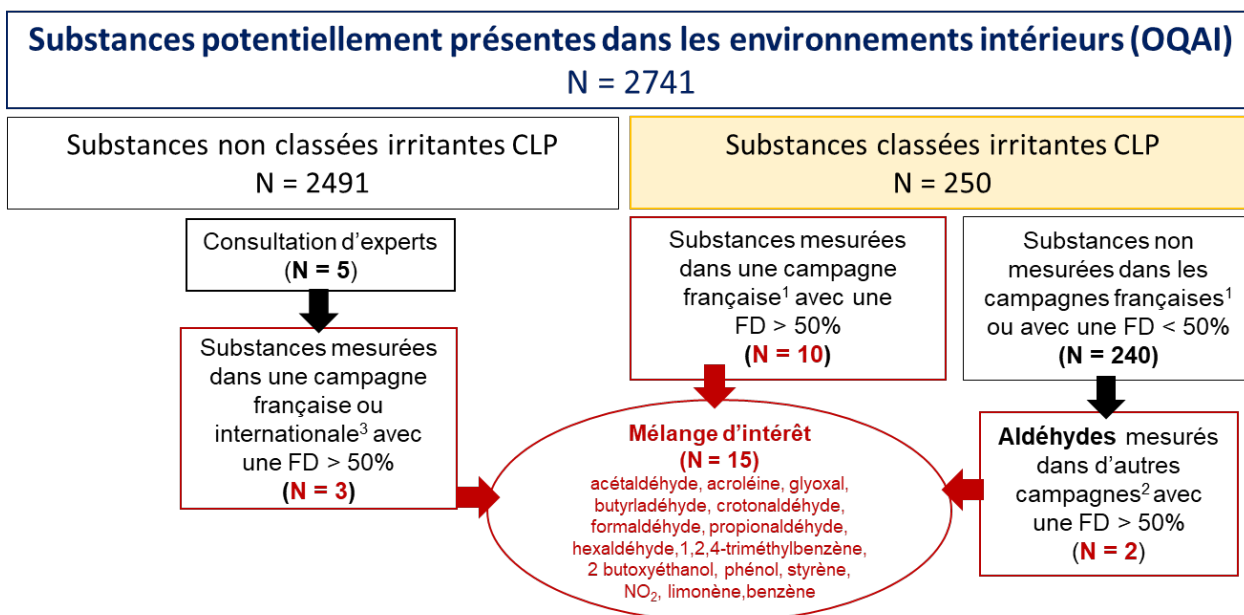 Substances potentiellement présentes dans les environnements intérieurs (OQAI)
N = 2741
Substances non classées irritantes CLP
N = 2491
Substances classées irritantes CLP
N = 250
Consultation d’experts
(N = 5)
Substances mesurées
dans une campagne
française ou
internationale³ avec
une FD > 50%
(N = 3)
Substances mesurées
dans une campagne
française¹ avec une
FD > 50%
(N = 10)
Substances non
mesurées dans les
campagnes françaises¹
ou avec une FD < 50%
(N = 240)
Mélange d’intérêt
(N = 15)
acétaldéhyde, acroléine, glyoxal,
butyrladéhyde, crotonaldéhyde,
formaldéhyde, propionaldéhyde,
hexaldéhyde,1,2,4-triméthylbenzène,
2 butoxyéthanol, phénol, styrène,
NO₂, limonène,benzène
Aldéhydes mesurés
dans d’autres
campagnes² avec
une FD > 50%
(N = 2)